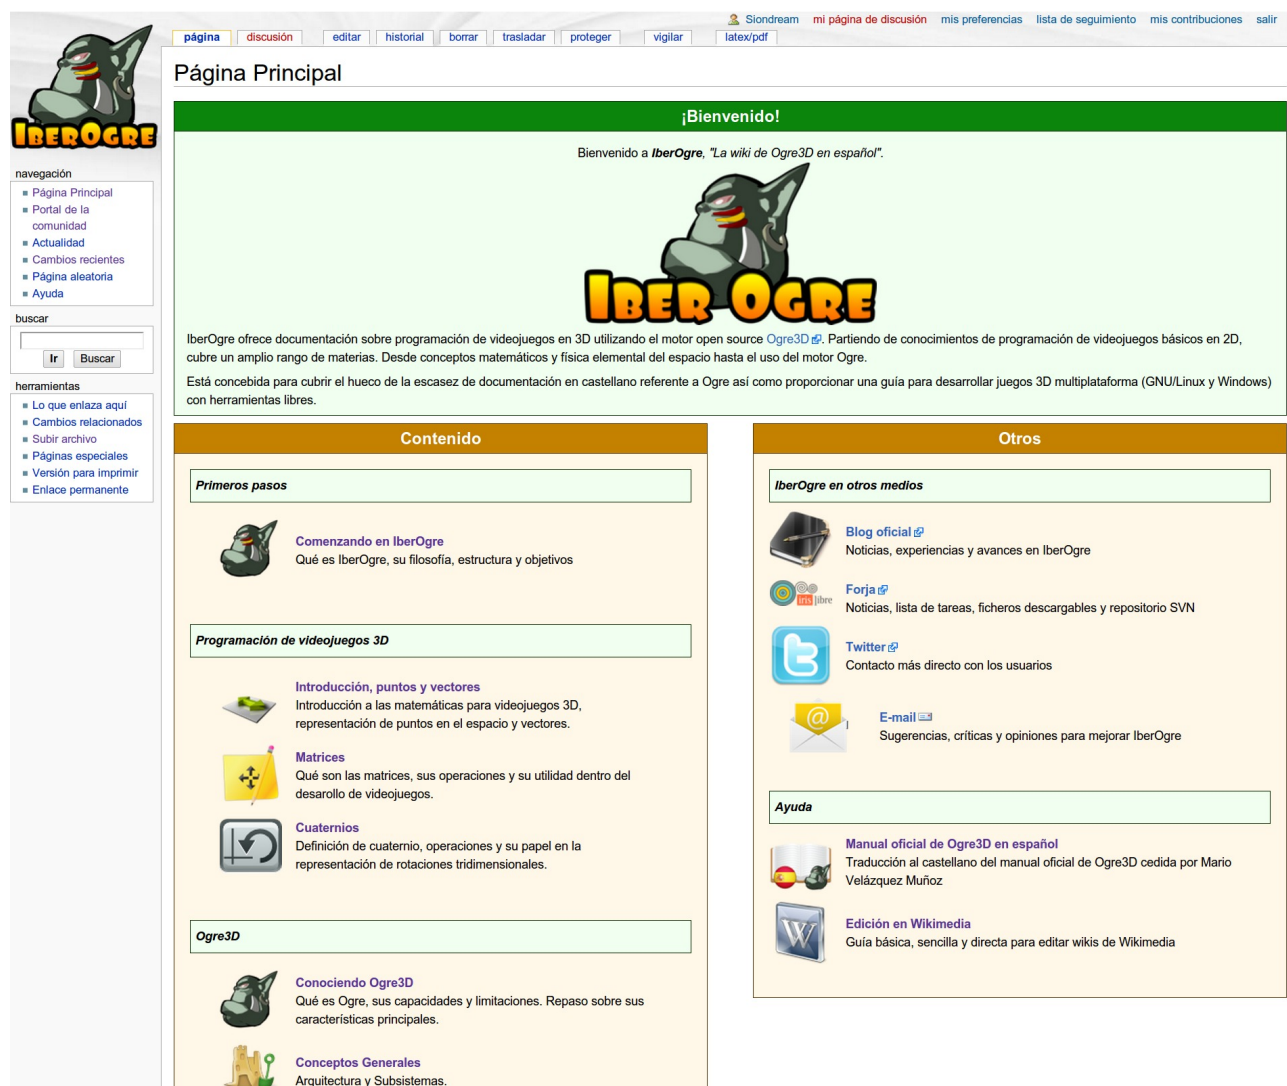 Siondream mi página de discusión mis preferencias lista de seguimiento mis contribuciones salir
página discusión editar historial borrar trasladar proteger vigilar latex/pdf
IBEROGRE
navegación
Página Principal
Portal de la
comunidad
Actualidad
Cambios recientes
Página aleatoria
Ayuda
buscar
Ir Buscar
herramientas
Lo que enlaza aquí
Cambios relacionados
Subir archivo
Páginas especiales
Versión para imprimir
Enlace permanente
Página Principal
¡Bienvenido!
Bienvenido a IberOgre, "La wiki de Ogre3D en español".
IBER OGRE
IberOgre ofrece documentación sobre programación de videojuegos en 3D utilizando el motor open source Ogre3D. Partiendo de conocimientos de programación de videojuegos básicos en 2D,
cubre un amplio rango de materias. Desde conceptos matemáticos y física elemental del espacio hasta el uso del motor Ogre.
Está concebida para cubrir el hueco de la escasez de documentación en castellano referente a Ogre así como proporcionar una guía para desarrollar juegos 3D multiplataforma (GNU/Linux y Windows)
con herramientas libres.
Contenido
Primeros pasos
Comenzando en IberOgre
Qué es IberOgre, su filosofía, estructura y objetivos
Programación de videojuegos 3D
Introducción, puntos y vectores
Introducción a las matemáticas para videojuegos 3D,
representación de puntos en el espacio y vectores.
Matrices
Qué son las matrices, sus operaciones y su utilidad dentro del
desarollo de videojuegos.
Cuaternios
Definición de cuaternio, operaciones y su papel en la
representación de rotaciones tridimensionales.
Ogre3D
Conociendo Ogre3D
Qué es Ogre, sus capacidades y limitaciones. Repaso sobre sus
características principales.
Conceptos Generales
Arquitectura y Subsistemas.
Otros
IberOgre en otros medios
Blog oficial
Noticias, experiencias y avances en IberOgre
iris libre
Forja
Noticias, lista de tareas, ficheros descargables y repositorio SVN
Twitter
Contacto más directo con los usuarios
@
E-mail
Sugerencias, críticas y opiniones para mejorar IberOgre
Ayuda
Manual oficial de Ogre3D en español
Traducción al castellano del manual oficial de Ogre3D cedida por Mario
Velázquez Muñoz
W
Edición en Wikimedia
Guía básica, sencilla y directa para editar wikis de Wikimedia